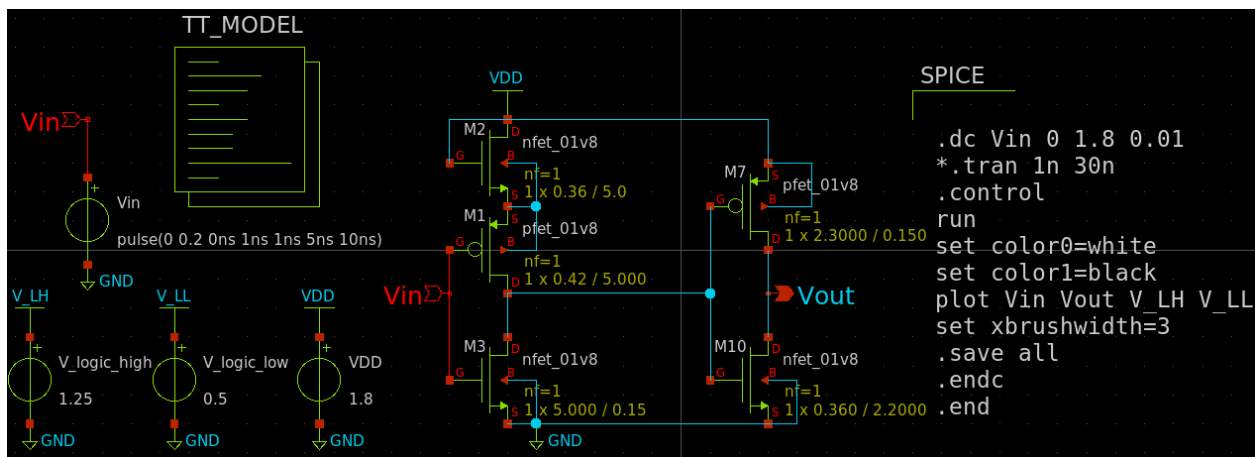 TT_MODEL
Vin
Vin
pulse(0 0.2 0ns 1ns 1ns 5ns 10ns)
GND
V_LH
V_logic_high
1.25
GND
V_LL
V_logic_low
0.5
GND
VDD
VDD
1.8
GND
VDD
M2
nfet_01v8
D
G
B
S
nf=1
1 x 0.36 / 5.0
M1
pfet_01v8
S
G
B
D
nf=1
1 x 0.42 / 5.000
Vin
M3
nfet_01v8
D
G
B
S
nf=1
1 x 5.000 / 0.15
GND
M7
pfet_01v8
S
G
B
D
nf=1
1 x 2.3000 / 0.150
Vout
M10
nfet_01v8
D
G
B
S
nf=1
1 x 0.360 / 2.2000
SPICE
.dc Vin 0 1.8 0.01
*.tran 1n 30n
.control
run
set color0=white
set color1=black
plot Vin Vout V_LH V_LL
set xbrushwidth=3
.save all
.endc
.end